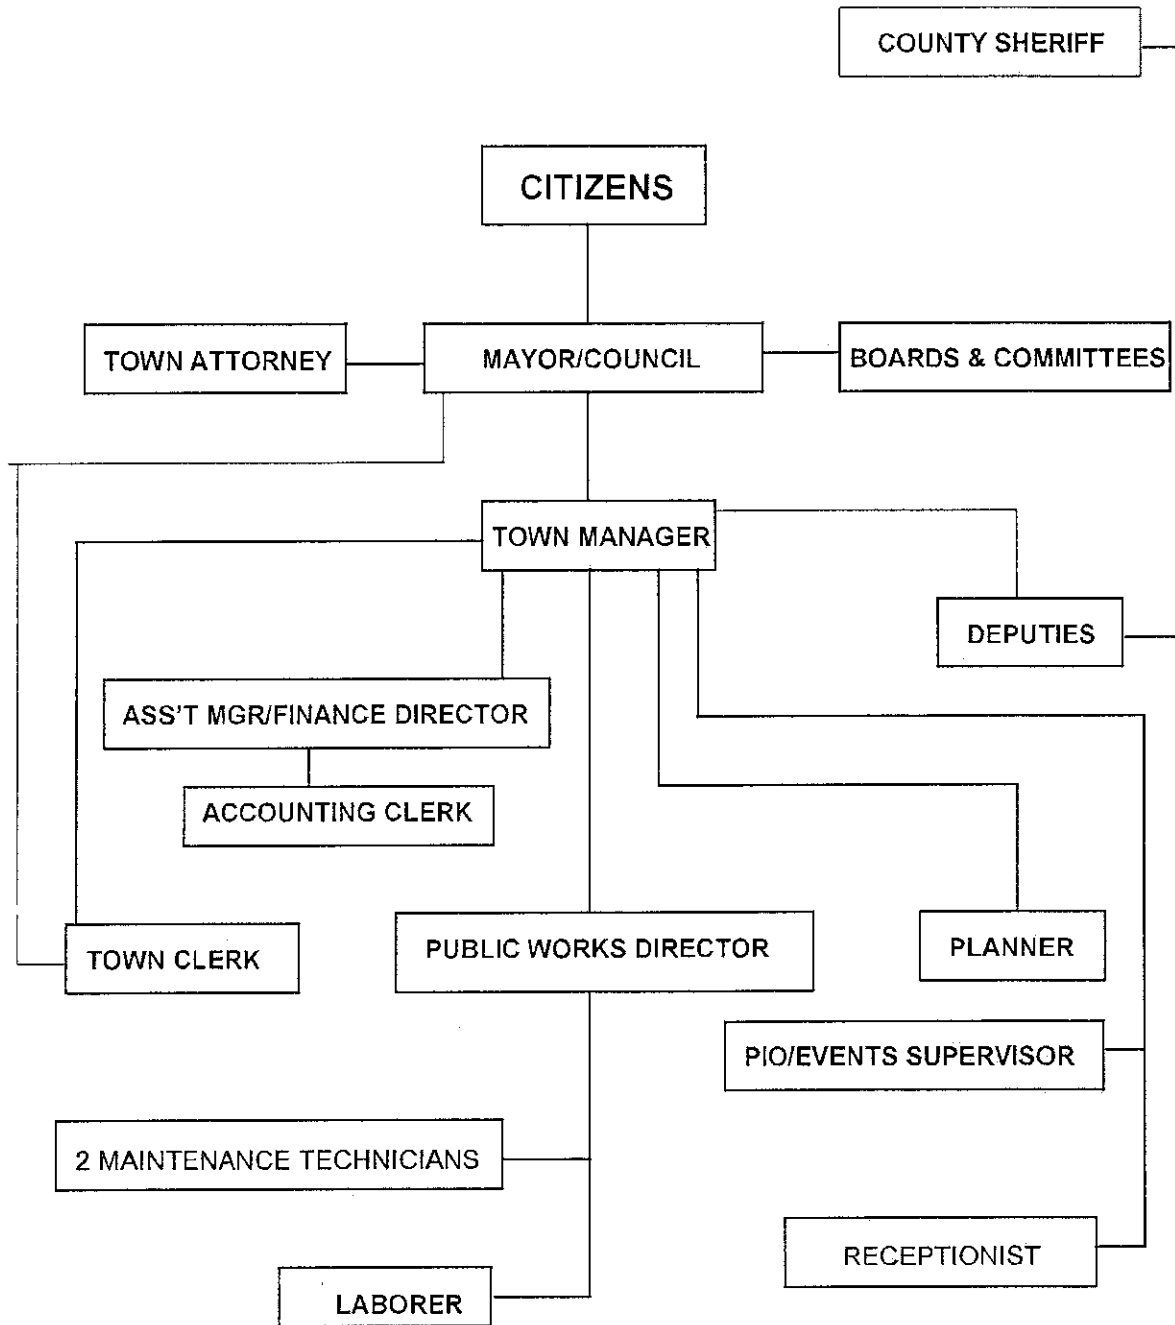 COUNTY SHERIFF
CITIZENS
TOWN ATTORNEY
MAYOR/COUNCIL
BOARDS & COMMITTEES
TOWN MANAGER
DEPUTIES
ASS'T MGR/FINANCE DIRECTOR
ACCOUNTING CLERK
TOWN CLERK
PUBLIC WORKS DIRECTOR
PLANNER
PIO/EVENTS SUPERVISOR
2 MAINTENANCE TECHNICIANS
RECEPTIONIST
LABORER